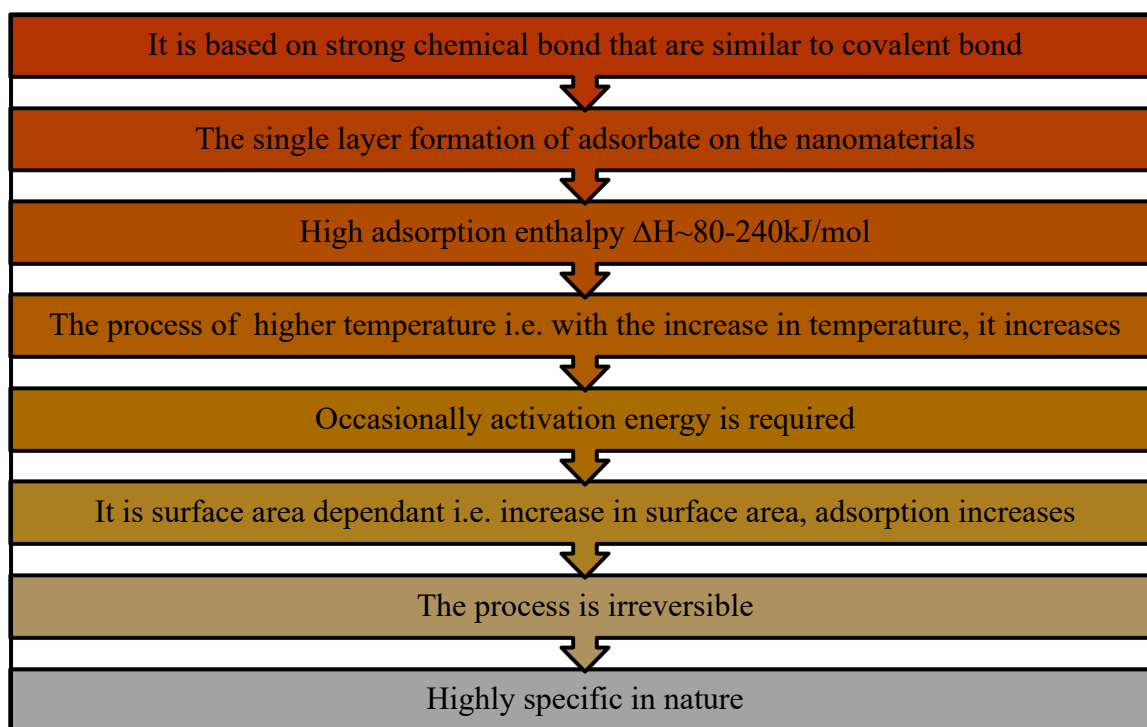 It is based on strong chemical bond that are similar to covalent bond
The single layer formation of adsorbate on the nanomaterials
High adsorption enthalpy ΔH~80-240kJ/mol
The process of higher temperature i.e. with the increase in temperature, it increases
Occasionally activation energy is required
It is surface area dependant i.e. increase in surface area, adsorption increases
The process is irreversible
Highly specific in nature